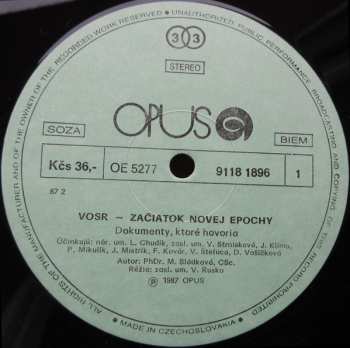 ALL RIGHTS OF THE MANUFACTURER AND OF THE OWNER OF THE RECORDED WORK RESERVED • UNAUTHORIZED PUBLIC PERFORMANCE, BROADCASTING AND COPYING OF THIS RECORD PROHIBITED
33
STEREO
SOZA
OPUS
BIEM
Kčs 36,-
OE 5277
9118 1896
1
87 2
VOSR – ZAČIATOK NOVEJ EPOCHY
Dokumenty, ktoré hovoria
Účinkujú: nár. um. L. Chudík, zasl. um. V. Strnisková, J. Klimo,
P. Mikulík, J. Mistrík, F. Kovár, V. Štefuca, D. Vašičková
Autor: PhDr. M. Sládková, CSc.
Réžia: zasl. um. V. Rusko
Ⓟ 1987 OPUS
• MADE IN CZECHOSLOVAKIA •